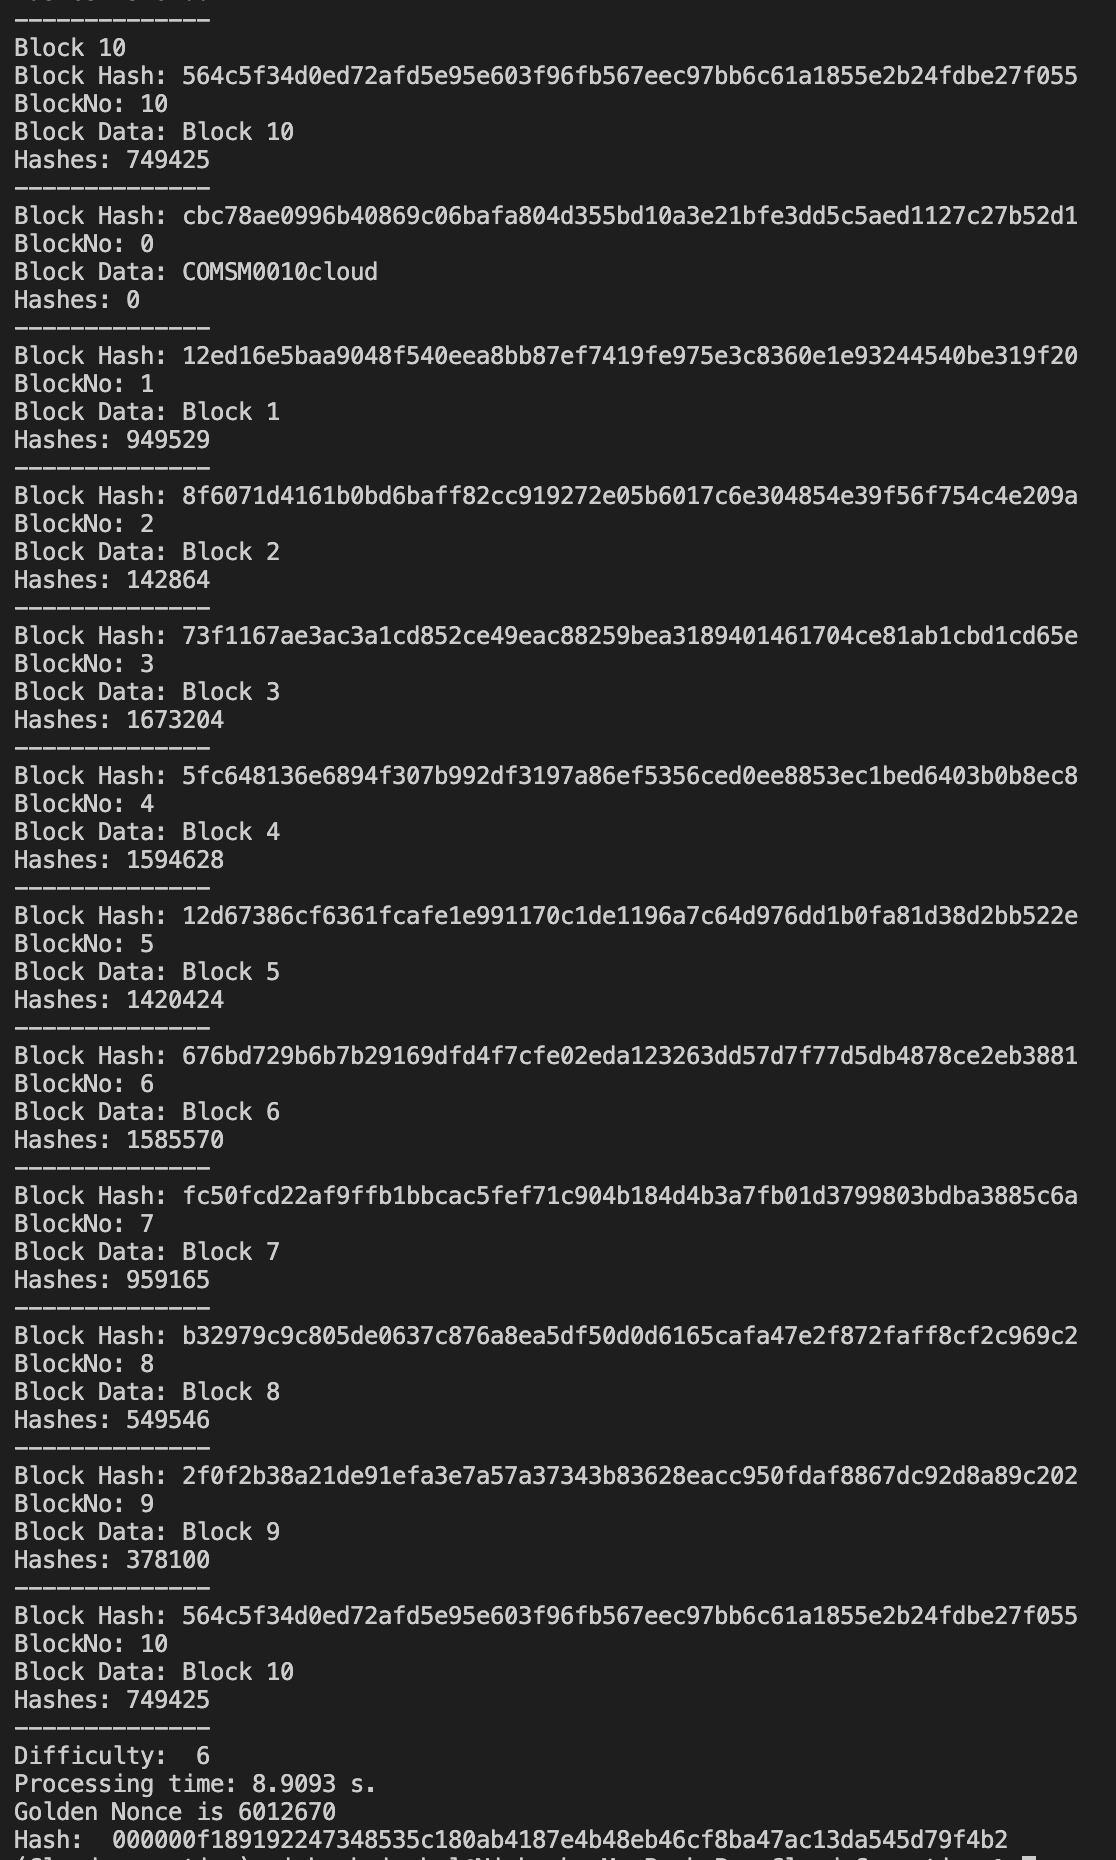 --------------
Block 10
Block Hash: 564c5f34d0ed72afd5e95e603f96fb567eec97bb6c61a1855e2b24fdbe27f055
BlockNo: 10
Block Data: Block 10
Hashes: 749425
--------------
Block Hash: cbc78ae0996b40869c06bafa804d355bd10a3e21bfe3dd5c5aed1127c27b52d1
BlockNo: 0
Block Data: COMSM0010cloud
Hashes: 0
--------------
Block Hash: 12ed16e5baa9048f540eea8bb87ef7419fe975e3c8360e1e93244540be319f20
BlockNo: 1
Block Data: Block 1
Hashes: 949529
--------------
Block Hash: 8f6071d4161b0bd6baff82cc919272e05b6017c6e304854e39f56f754c4e209a
BlockNo: 2
Block Data: Block 2
Hashes: 142864
--------------
Block Hash: 73f1167ae3ac3a1cd852ce49eac88259bea3189401461704ce81ab1cbd1cd65e
BlockNo: 3
Block Data: Block 3
Hashes: 1673204
--------------
Block Hash: 5fc648136e6894f307b992df3197a86ef5356ced0ee8853ec1bed6403b0b8ec8
BlockNo: 4
Block Data: Block 4
Hashes: 1594628
--------------
Block Hash: 12d67386cf6361fcafe1e991170c1de1196a7c64d976dd1b0fa81d38d2bb522e
BlockNo: 5
Block Data: Block 5
Hashes: 1420424
--------------
Block Hash: 676bd729b6b7b29169dfd4f7cfe02eda123263dd57d7f77d5db4878ce2eb3881
BlockNo: 6
Block Data: Block 6
Hashes: 1585570
--------------
Block Hash: fc50fcd22af9ffb1bbcac5fef71c904b184d4b3a7fb01d3799803bdba3885c6a
BlockNo: 7
Block Data: Block 7
Hashes: 959165
--------------
Block Hash: b32979c9c805de0637c876a8ea5df50d0d6165cafa47e2f872faff8cf2c969c2
BlockNo: 8
Block Data: Block 8
Hashes: 549546
--------------
Block Hash: 2f0f2b38a21de91efa3e7a57a37343b83628eacc950fdaf8867dc92d8a89c202
BlockNo: 9
Block Data: Block 9
Hashes: 378100
--------------
Block Hash: 564c5f34d0ed72afd5e95e603f96fb567eec97bb6c61a1855e2b24fdbe27f055
BlockNo: 10
Block Data: Block 10
Hashes: 749425
--------------
Difficulty:  6
Processing time: 8.9093 s.
Golden Nonce is 6012670
Hash:  000000f189192247348535c180ab4187e4b48eb46cf8ba47ac13da545d79f4b2